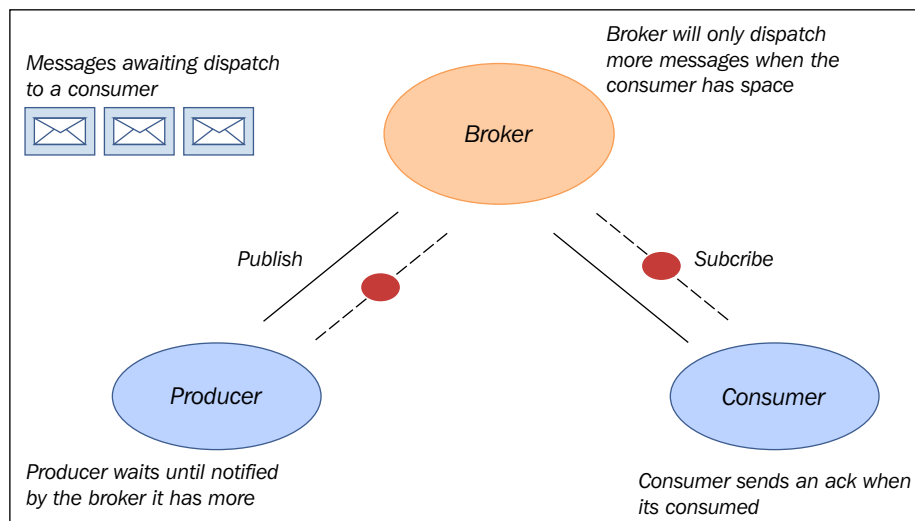 Messages awaiting dispatch
to a consumer
Broker will only dispatch
more messages when the
consumer has space
Broker
Publish
Subcribe
Producer
Consumer
Producer waits until notified
by the broker it has more
Consumer sends an ack when
its consumed